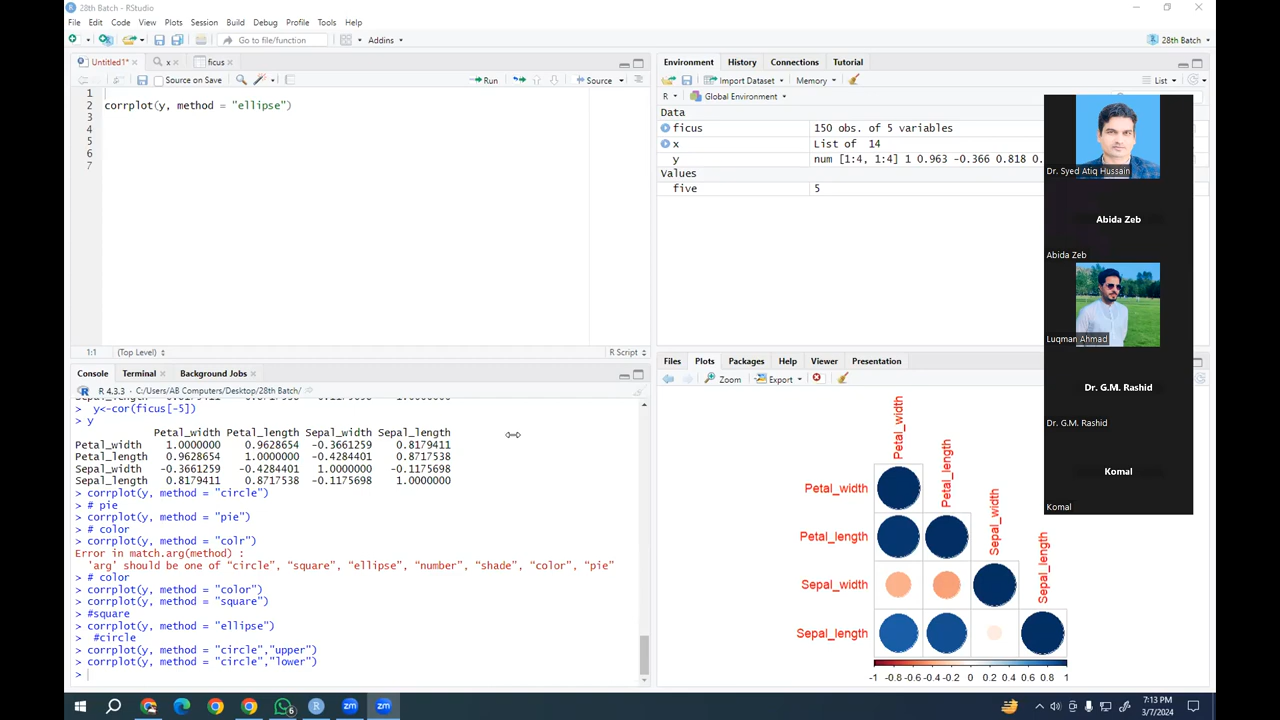 28th Batch - RStudio
File Edit Code View Plots Session Build Debug Profile Tools Help
Go to file/function Addins 28th Batch
Untitled1* x ficus
Source on Save Run Source
1
2 corrplot(y, method = "ellipse")
3
4
5
6
7
1:1 (Top Level) R Script
Console Terminal Background Jobs
R 4.3.3 · C:/Users/AB Computers/Desktop/28th Batch/
> y<-cor(ficus[-5])
> y
Petal_width Petal_length Sepal_width Sepal_length
Petal_width 1.0000000 0.9628654 -0.3661259 0.8179411
Petal_length 0.9628654 1.0000000 -0.4284401 0.8717538
Sepal_width -0.3661259 -0.4284401 1.0000000 -0.1175698
Sepal_length 0.8179411 0.8717538 -0.1175698 1.0000000
> corrplot(y, method = "circle")
> # pie
> corrplot(y, method = "pie")
> # color
> corrplot(y, method = "colr")
Error in match.arg(method) :
'arg' should be one of "circle", "square", "ellipse", "number", "shade", "color", "pie"
> # color
> corrplot(y, method = "color")
> corrplot(y, method = "square")
> #square
> corrplot(y, method = "ellipse")
> #circle
> corrplot(y, method = "circle","upper")
> corrplot(y, method = "circle","lower")
>
Environment History Connections Tutorial
Import Dataset Memory List
R Global Environment
Data
ficus 150 obs. of 5 variables
x List of 14
y num [1:4, 1:4] 1 0.963 -0.366 0.818 0.
Values
five 5
Files Plots Packages Help Viewer Presentation
Zoom Export
Petal_width
Petal_length
Sepal_width
Sepal_length
Petal_width
Petal_length
Sepal_width
Sepal_length
-1 -0.8 -0.6 -0.4 -0.2 0 0.2 0.4 0.6 0.8 1
Dr. Syed Atiq Hussain
Abida Zeb
Abida Zeb
Luqman Ahmad
Dr. G.M. Rashid
Dr. G.M. Rashid
Komal
Komal
7:13 PM
3/7/2024